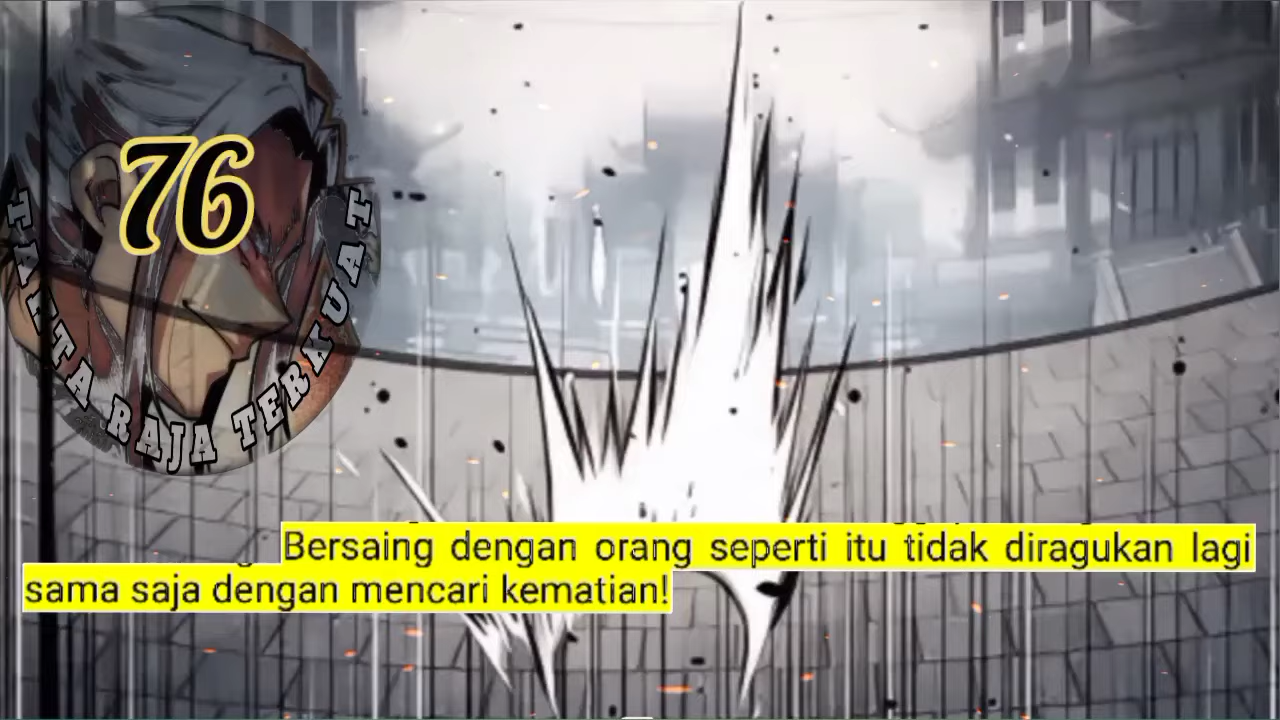 76
TAHTA RAJA TERKUAT
Bersaing dengan orang seperti itu tidak diragukan lagi
sama saja dengan mencari kematian!